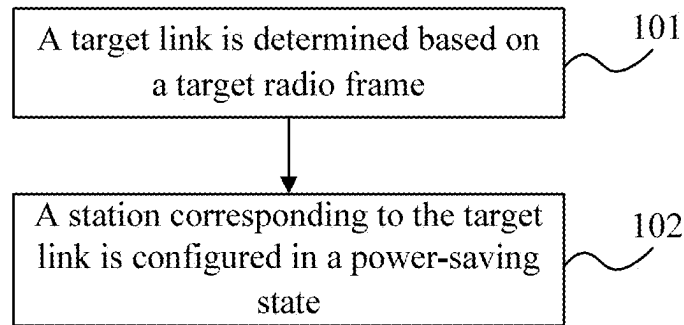 A target link is determined based on
a target radio frame
101
A station corresponding to the target
link is configured in a power-saving
state
102